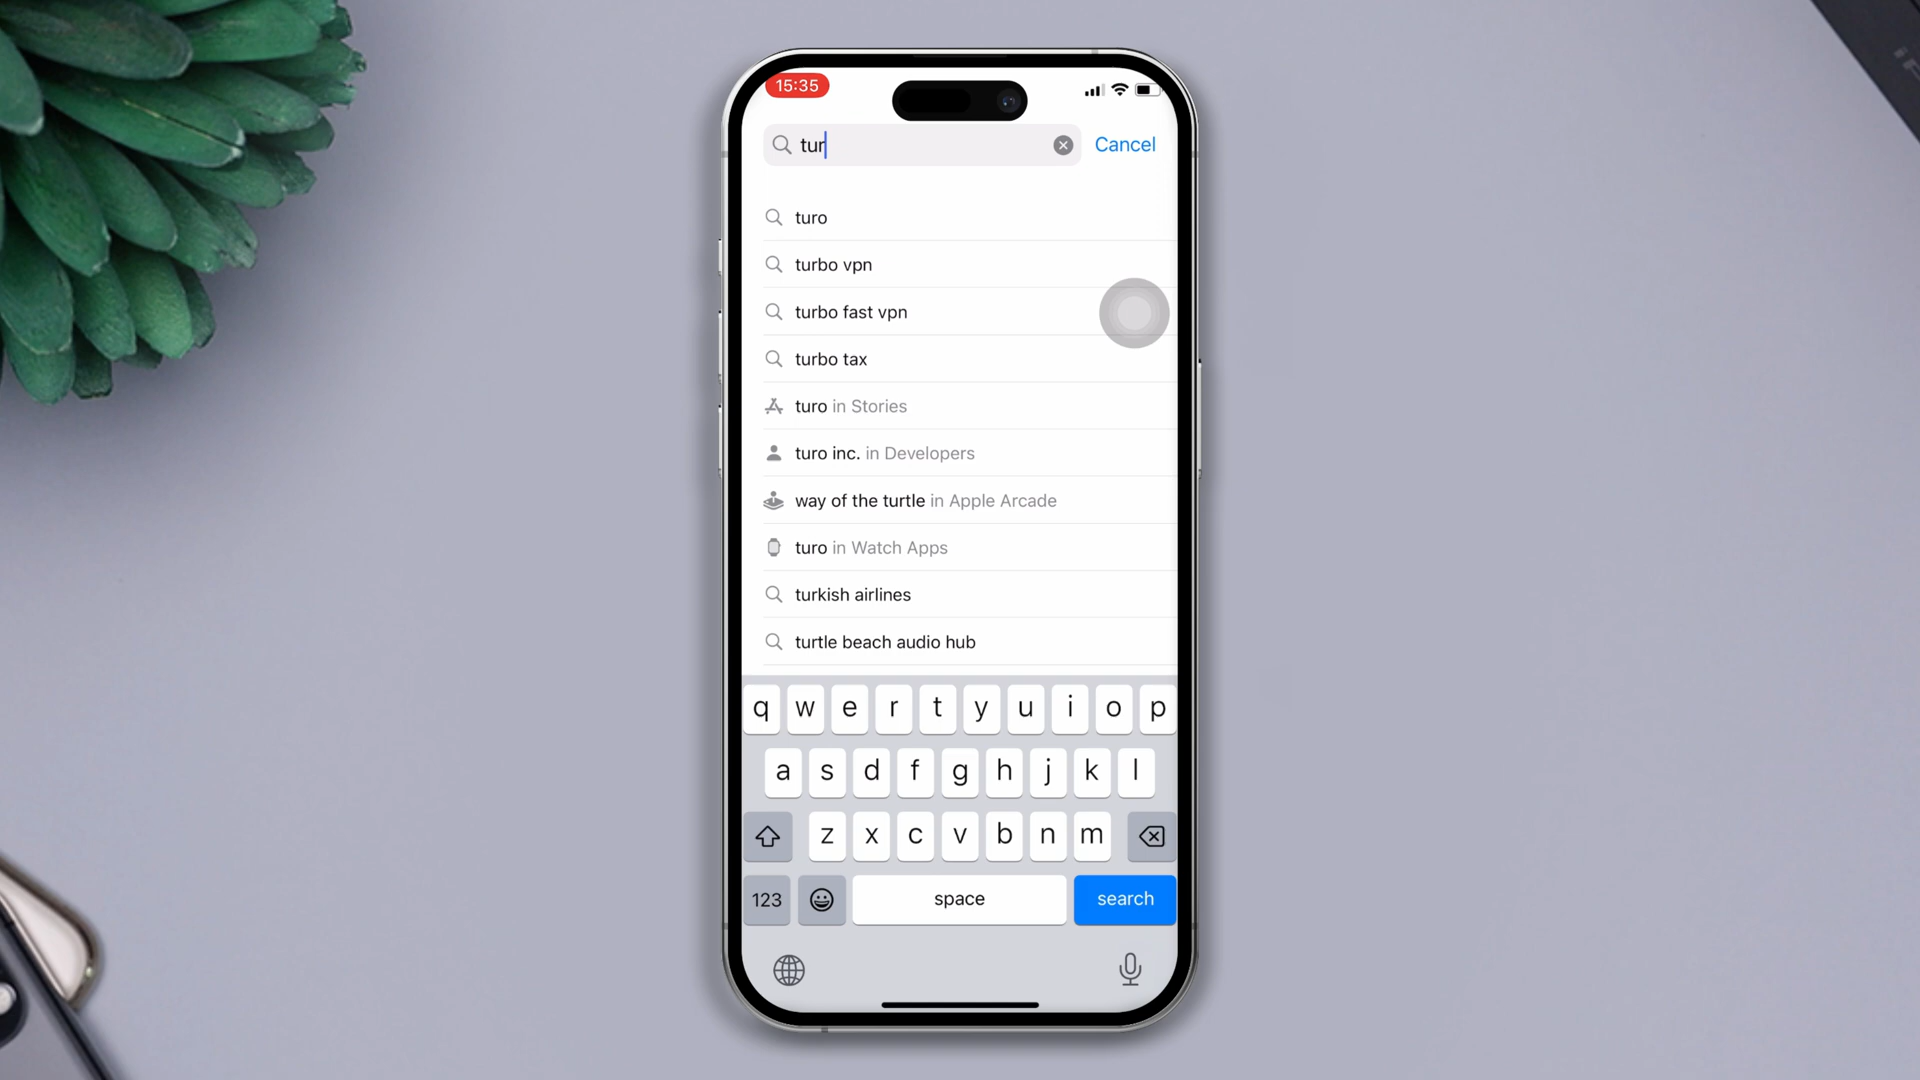 15:35
tur
Cancel
turo
turbo vpn
turbo fast vpn
turbo tax
turo in Stories
turo inc. in Developers
way of the turtle in Apple Arcade
turo in Watch Apps
turkish airlines
turtle beach audio hub
q w e r t y u i o p
a s d f g h j k l
z x c v b n m
123 space search